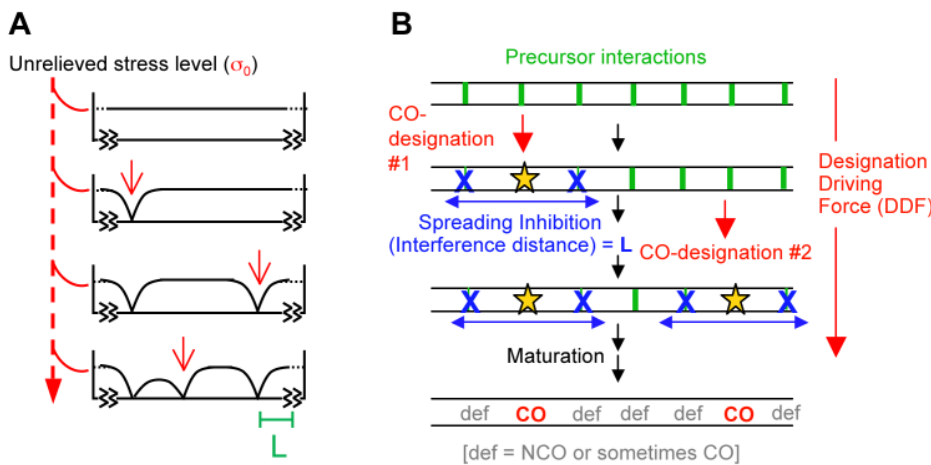 A
Unrelieved stress level (σ₀)
L
B
Precursor interactions
CO-
designation
#1
X X
Spreading Inhibition
(Interference distance) = L
CO-designation #2
Designation
Driving
Force (DDF)
X X X X
Maturation
def CO def def def CO def
[def = NCO or sometimes CO]